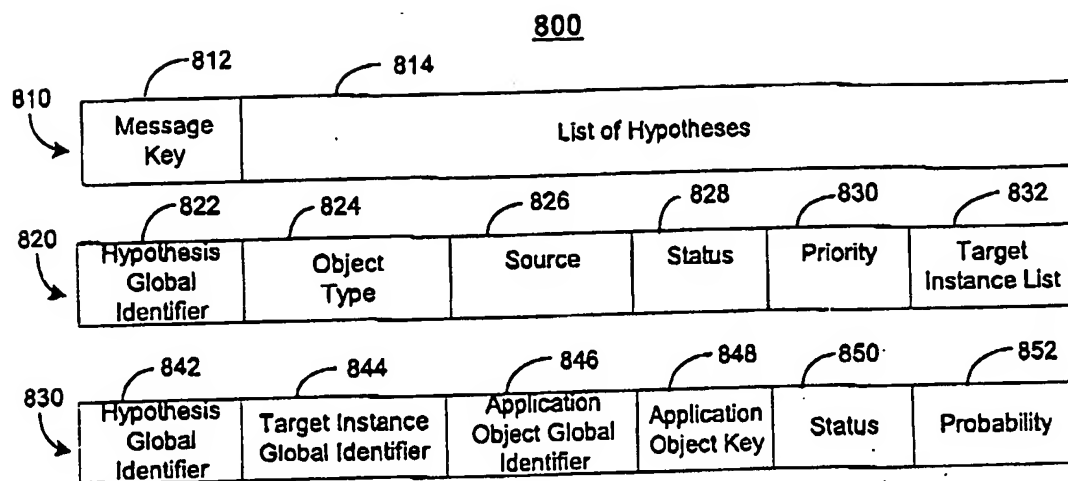 800
812
814
810
Message
Key
List of Hypotheses
822
824
826
828
830
832
820
Hypothesis
Global
Identifier
Object
Type
Source
Status
Priority
Target
Instance List
842
844
846
848
850
852
830
Hypothesis
Global
Identifier
Target Instance
Global Identifier
Application
Object Global
Identifier
Application
Object Key
Status
Probability